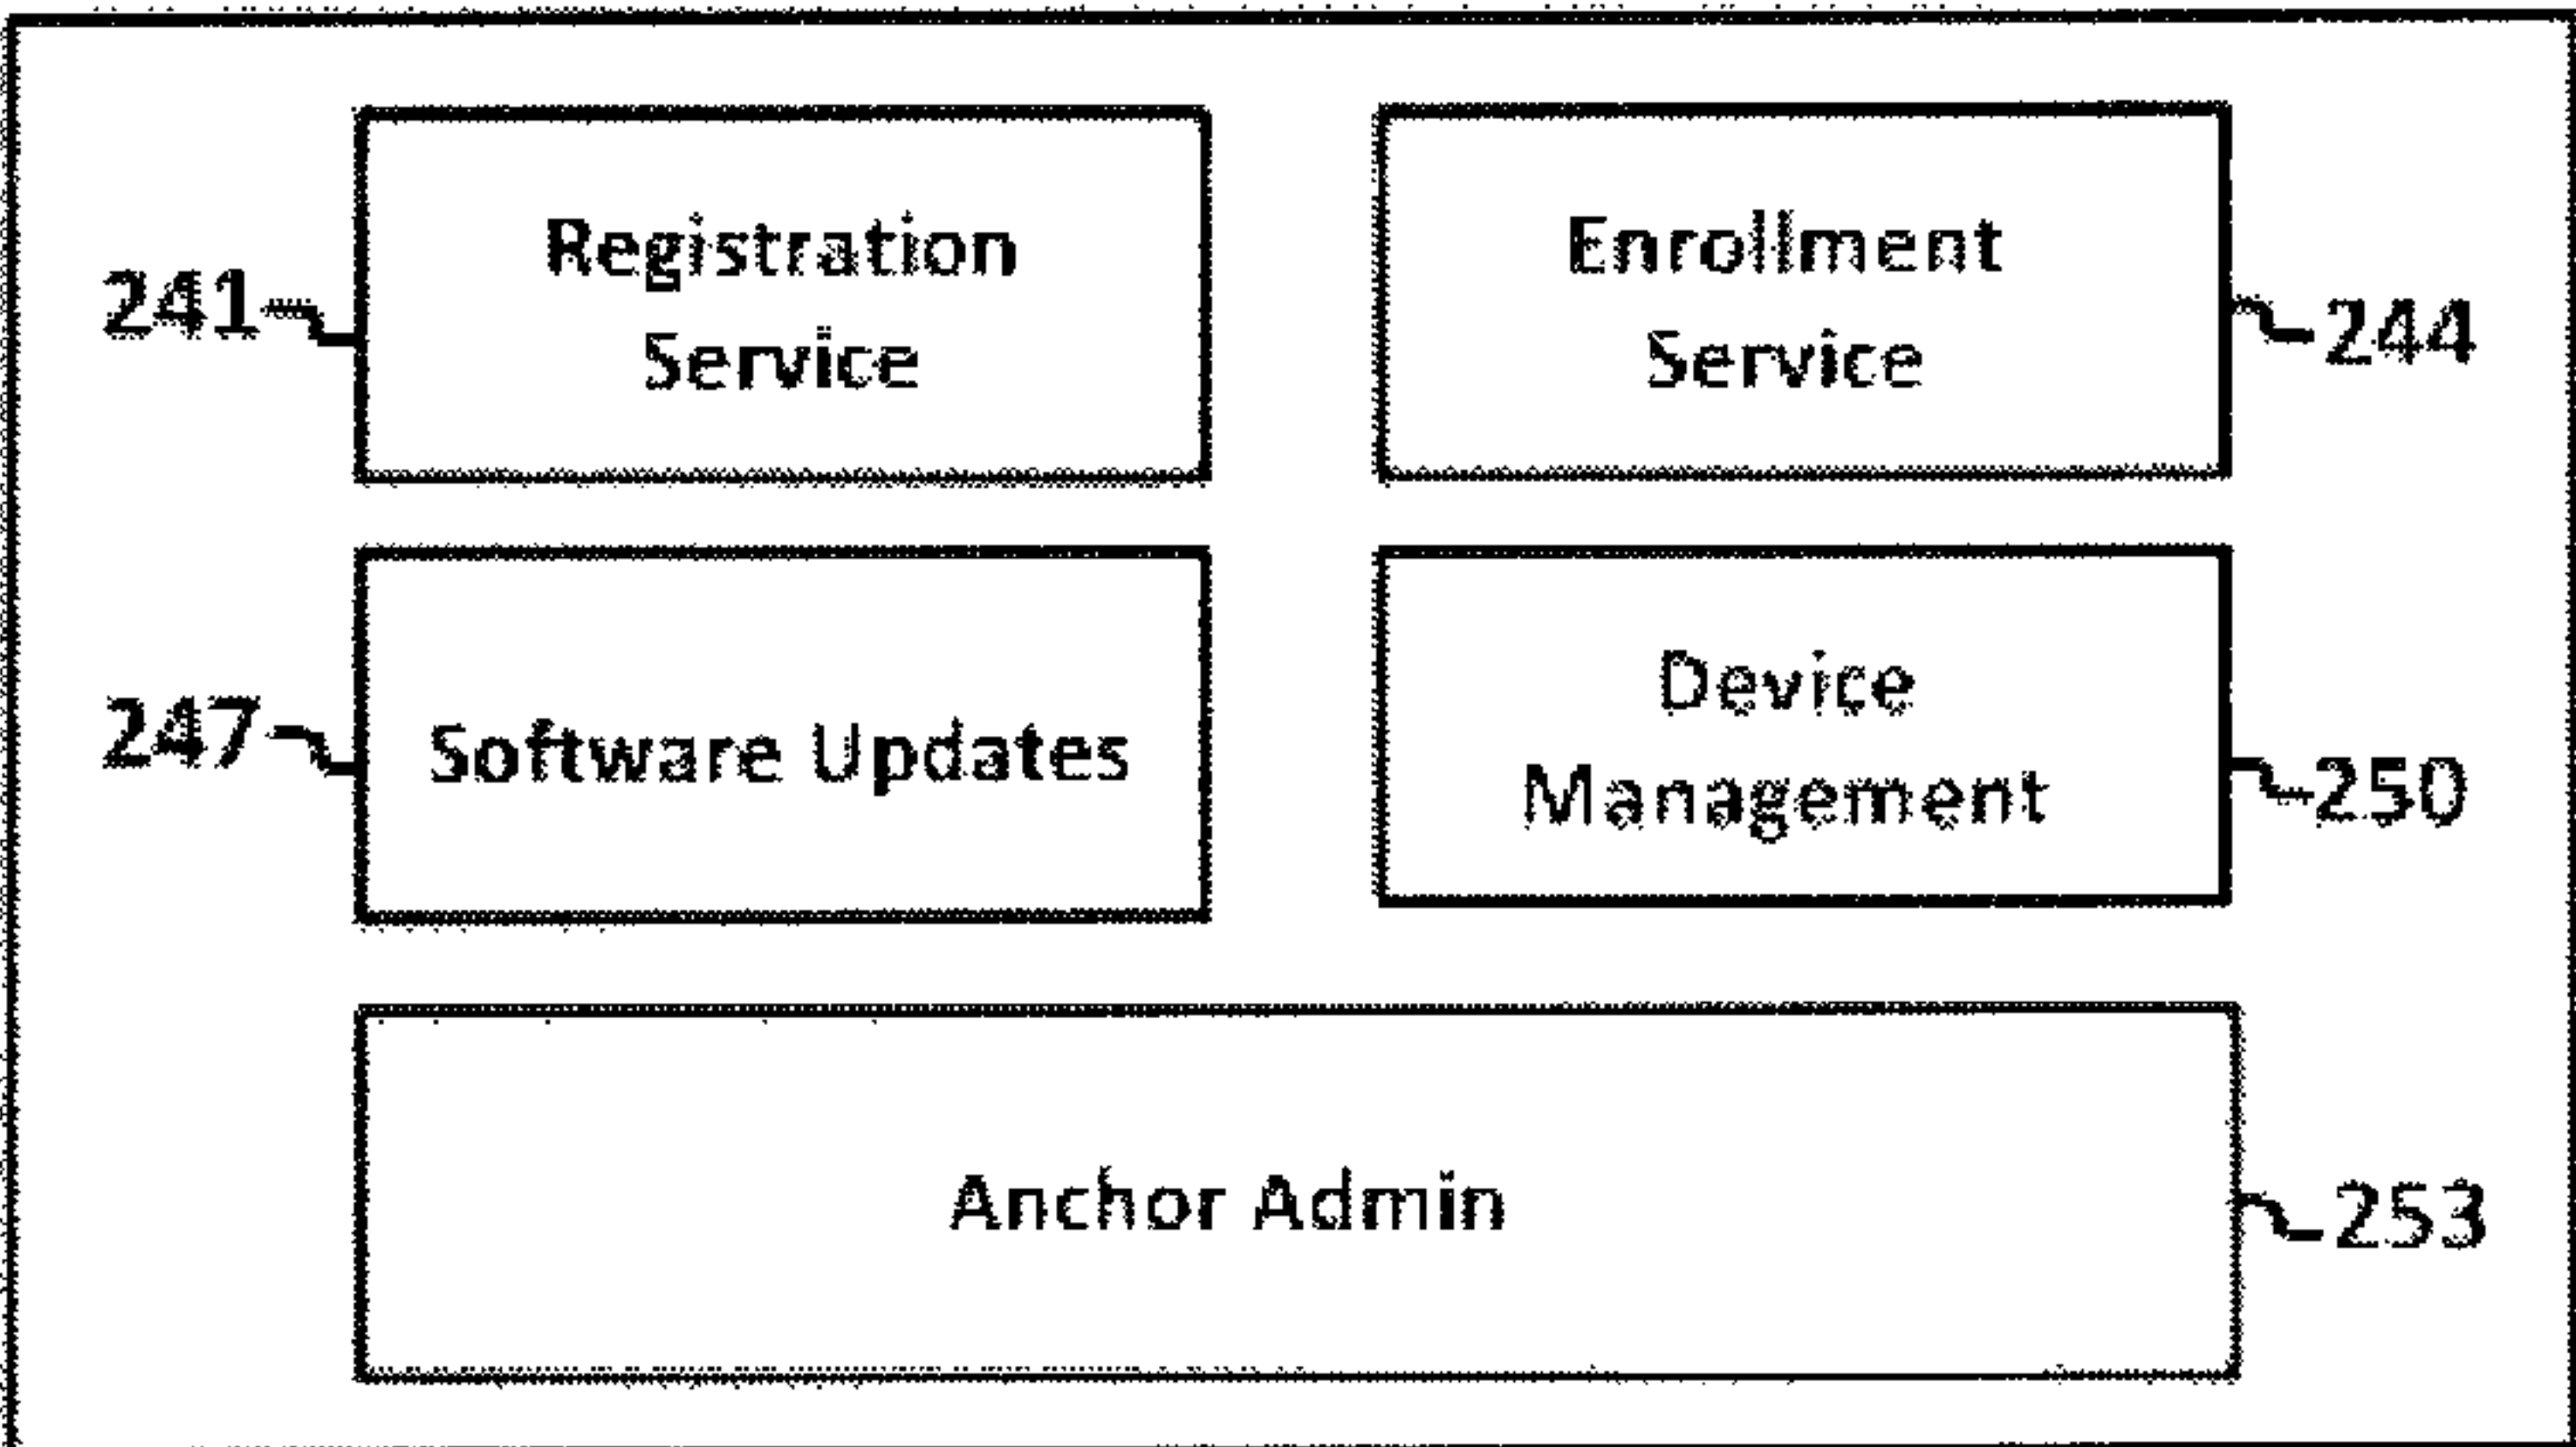 Registration
Service
241
Enrollment
Service
244
Software Updates
247
Device
Management
250
Anchor Admin
253